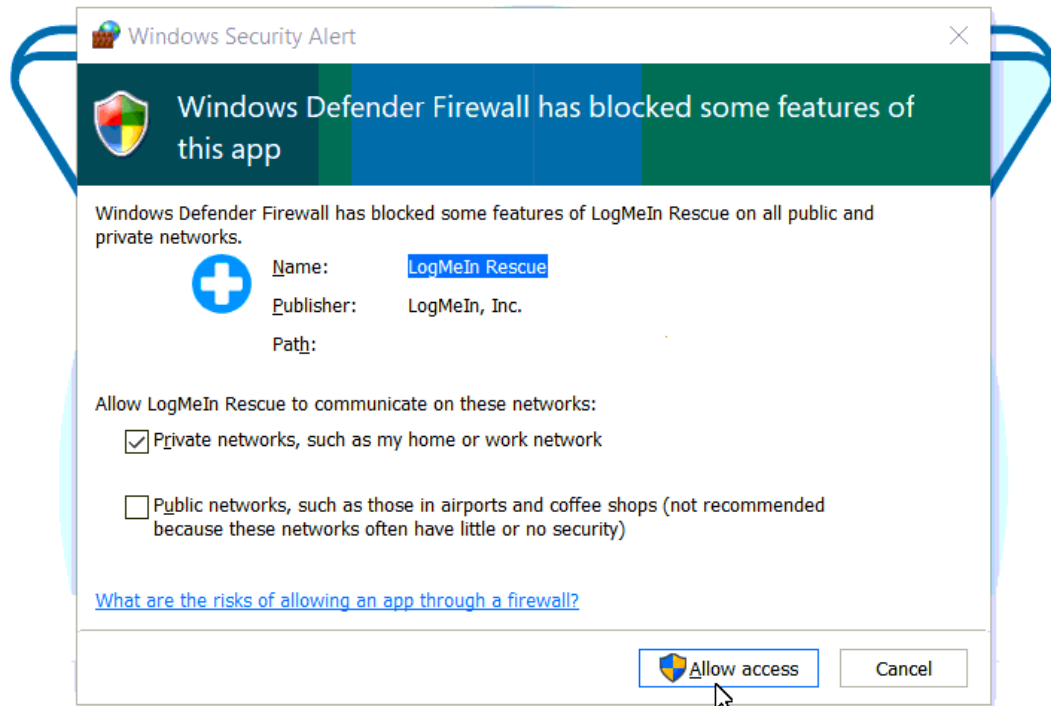 Windows Security Alert
Windows Defender Firewall has blocked some features of
this app
Windows Defender Firewall has blocked some features of LogMeIn Rescue on all public and
private networks.
Name: LogMeIn Rescue
Publisher: LogMeIn, Inc.
Path:
Allow LogMeIn Rescue to communicate on these networks:
Private networks, such as my home or work network
Public networks, such as those in airports and coffee shops (not recommended
because these networks often have little or no security)
What are the risks of allowing an app through a firewall?
Allow access Cancel